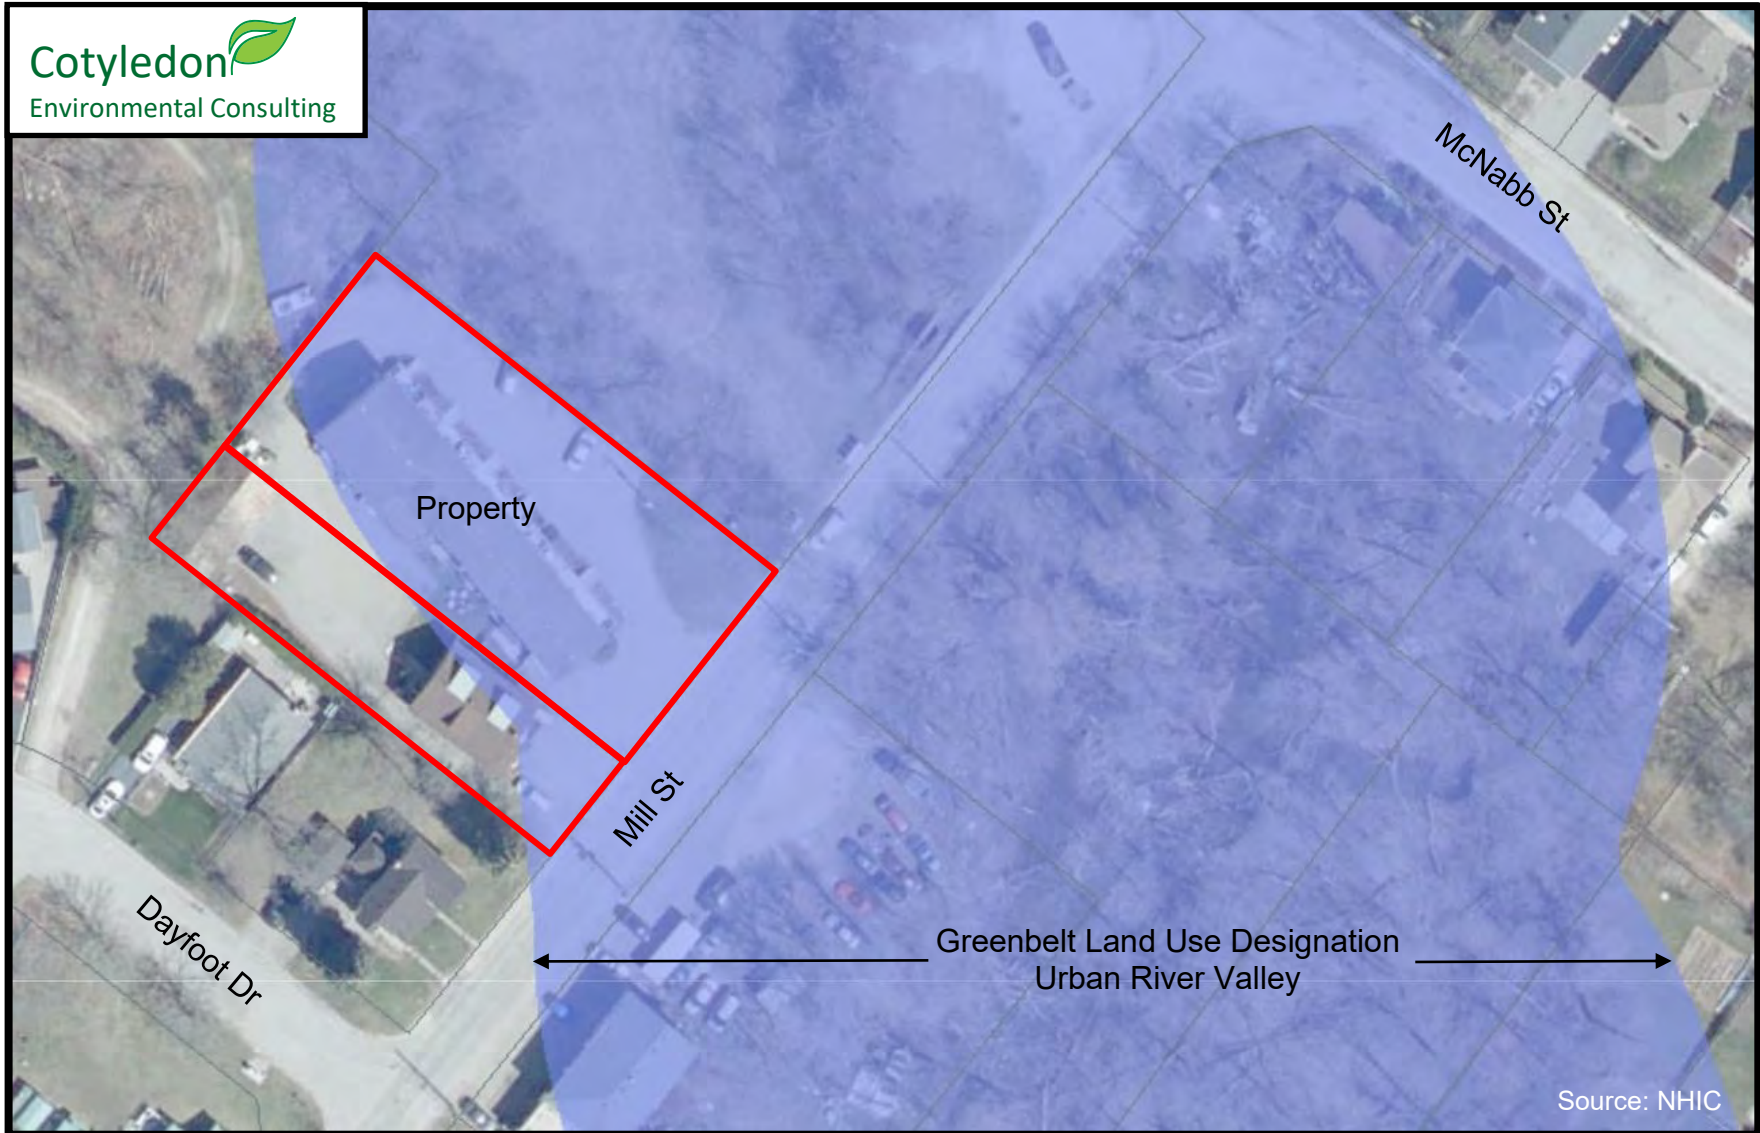 Cotyledon
Environmental Consulting
McNabb St
Property
Mill St
Dayfoot Dr
Greenbelt Land Use Designation
Urban River Valley
Source: NHIC